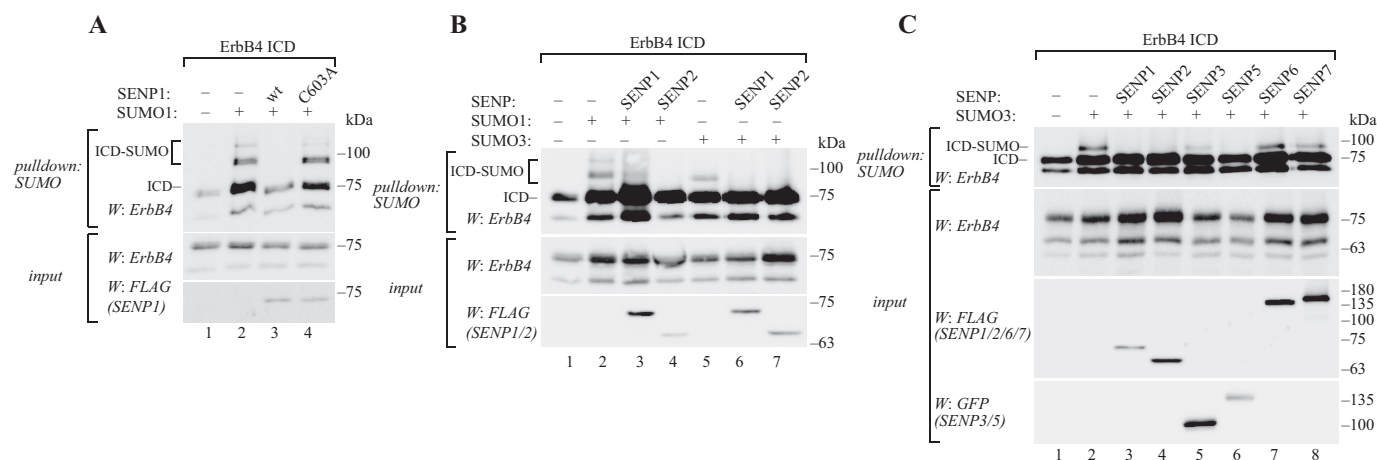 A
ErbB4 ICD
SENP1: – – wt C603A
SUMO1: – + + +
kDa
pulldown: SUMO
ICD-SUMO
–100
ICD–
–75
W: ErbB4
input
W: ErbB4
–75
W: FLAG
(SENP1)
–75
1 2 3 4
B
ErbB4 ICD
SENP: – – SENP1 SENP2 – SENP1 SENP2
SUMO1: – + + +
SUMO3: – – – – + + +
kDa
pulldown: SUMO
ICD-SUMO
–100
ICD–
–75
W: ErbB4
input
W: ErbB4
–75
W: FLAG
(SENP1/2)
–75
–63
1 2 3 4 5 6 7
C
ErbB4 ICD
SENP: – – SENP1 SENP2 SENP3 SENP5 SENP6 SENP7
SUMO3: – + + + + + + +
kDa
pulldown: SUMO
ICD-SUMO–
–100
ICD–
–75
W: ErbB4
input
W: ErbB4
–75
–63
W: FLAG
(SENP1/2/6/7)
–180
–135
–100
–75
–63
W: GFP
(SENP3/5)
–135
–100
1 2 3 4 5 6 7 8